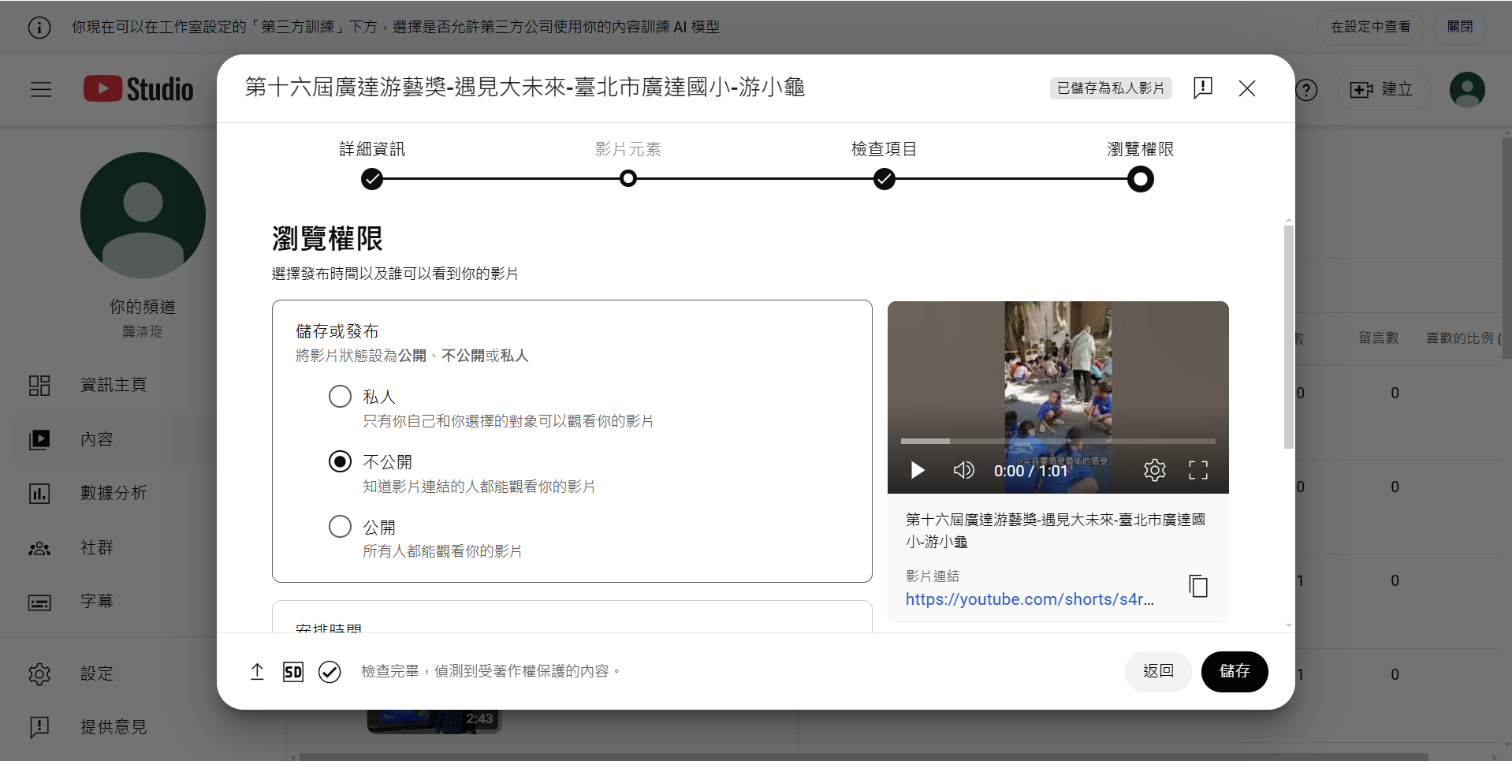 你現在可以在工作室設定的「第三方訓練」下方，選擇是否允許第三方公司使用你的內容訓練 AI 模型
在設定中查看
關閉
Studio
建立
你的頻道
資訊主頁
內容
數據分析
社群
字幕
設定
提供意見
第十六屆廣達游藝獎-遇見大未來-臺北市廣達國小-游小龜
已儲存為私人影片
詳細資訊
影片元素
檢查項目
瀏覽權限
瀏覽權限
選擇發布時間以及誰可以看到你的影片
儲存或發布
將影片狀態設為公開、不公開或私人
私人
只有你自己和你選擇的對象可以觀看你的影片
不公開
知道影片連結的人都能觀看你的影片
公開
所有人都能觀看你的影片
安排時間
0:00 / 1:01
第十六屆廣達游藝獎-遇見大未來-臺北市廣達國
小-游小龜
影片連結
https://youtube.com/shorts/s4r...
SD
檢查完畢，偵測到受著作權保護的內容。
返回
儲存
留言數
喜歡的比例 (
0
0
0
0
1
0
1
0
2:43